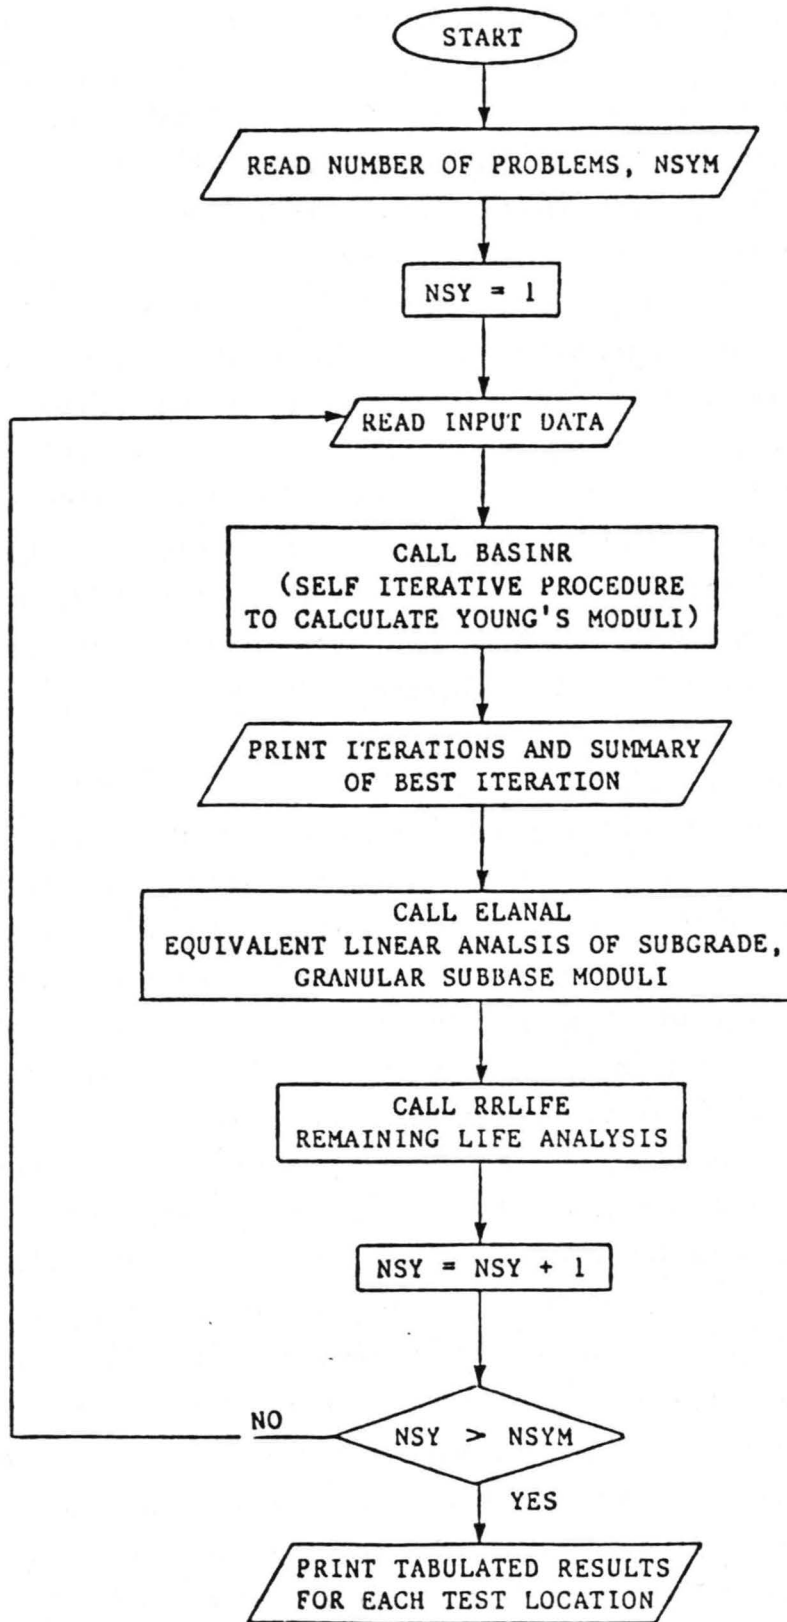 START
READ NUMBER OF PROBLEMS, NSYM
NSY = 1
READ INPUT DATA
CALL BASINR
(SELF ITERATIVE PROCEDURE
TO CALCULATE YOUNG'S MODULI)
PRINT ITERATIONS AND SUMMARY
OF BEST ITERATION
CALL ELANAL
EQUIVALENT LINEAR ANALSIS OF SUBGRADE,
GRANULAR SUBBASE MODULI
CALL RRLIFE
REMAINING LIFE ANALYSIS
NSY = NSY + 1
NO
NSY > NSYM
YES
PRINT TABULATED RESULTS
FOR EACH TEST LOCATION